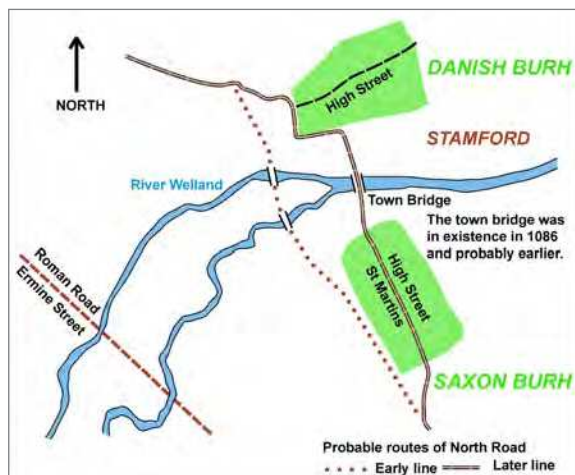 DANISH BURH
High Street
NORTH
STAMFORD
River Welland
Town Bridge
The town bridge was
in existence in 1086
and probably earlier.
Roman Road
Ermine Street
High Street
St Martins
SAXON BURH
Probable routes of North Road
Early line
Later line